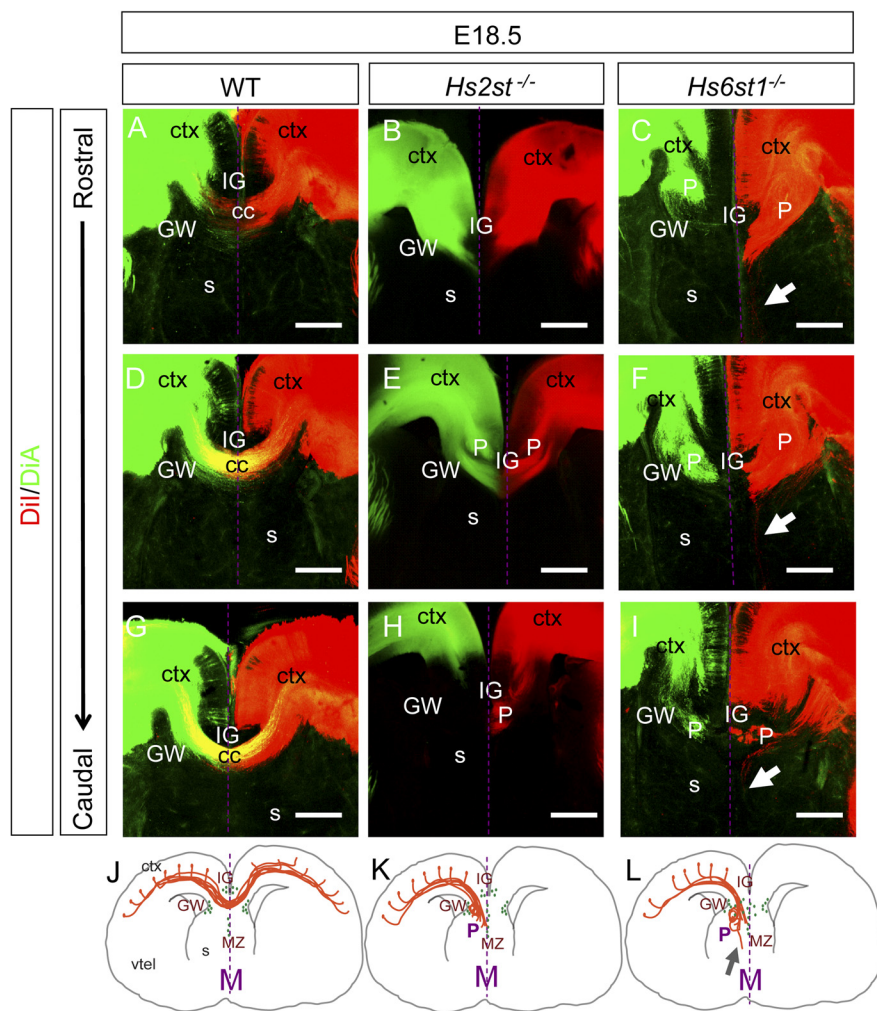 E18.5
WT
Hs2st -/-
Hs6st1-/-
DiI/DiA
Rostral
Caudal
A
ctx
ctx
IG
cc
GW
s
B
ctx
ctx
IG
GW
s
C
ctx
ctx
P
IG
P
GW
s
D
ctx
ctx
IG
cc
GW
s
E
ctx
ctx
P
P
IG
GW
s
F
ctx
ctx
P
IG
P
GW
s
G
ctx
ctx
IG
cc
GW
s
H
ctx
ctx
IG
GW
P
s
I
ctx
ctx
GW
IG
P
P
s
J
ctx
IG
GW
s
MZ
vtel
M
K
IG
GW
P
MZ
M
L
IG
GW
P
MZ
M